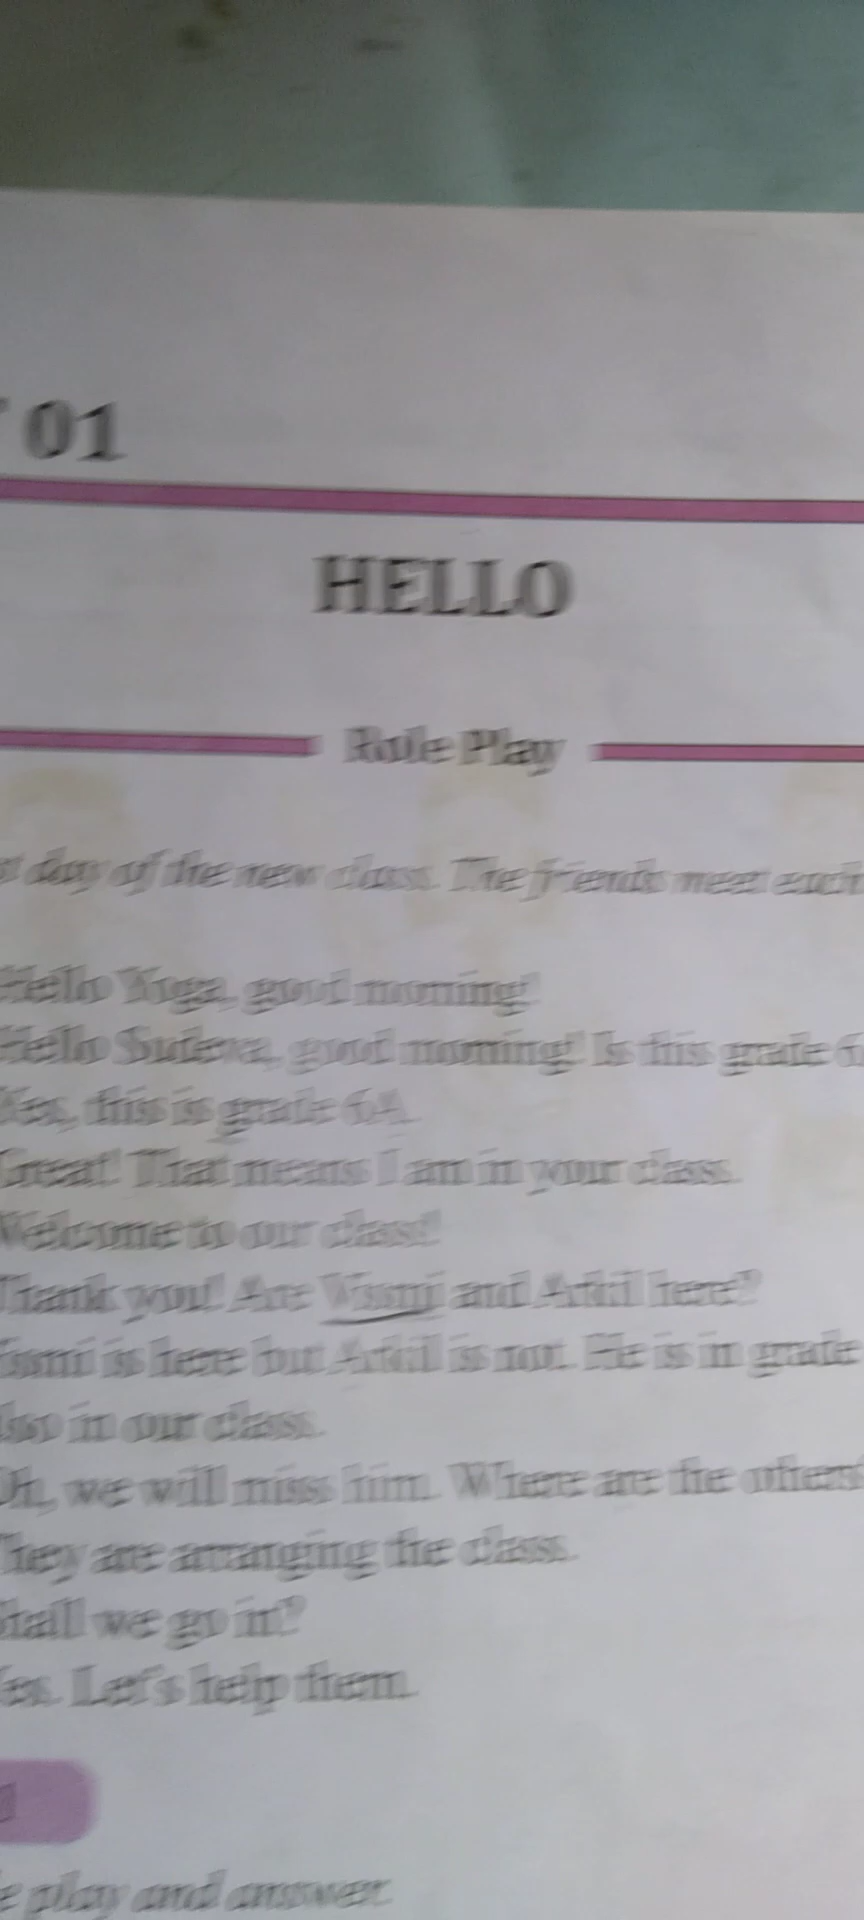 01
HELLO
Role Play
day of the new class. The friends meet each
Hello Yoga, good morning!
Hello Sudeva, good morning! Is this grade
Yes, this is grade 6A.
Great! That means I am in your class.
Welcome to our class!
Thank you! Are and here?
is here but is not. He is in grade
in our class.
Oh, we will miss him. Where are the others
They are arranging the class.
Shall we go in?
Yes. Let's help them.
play and answer.